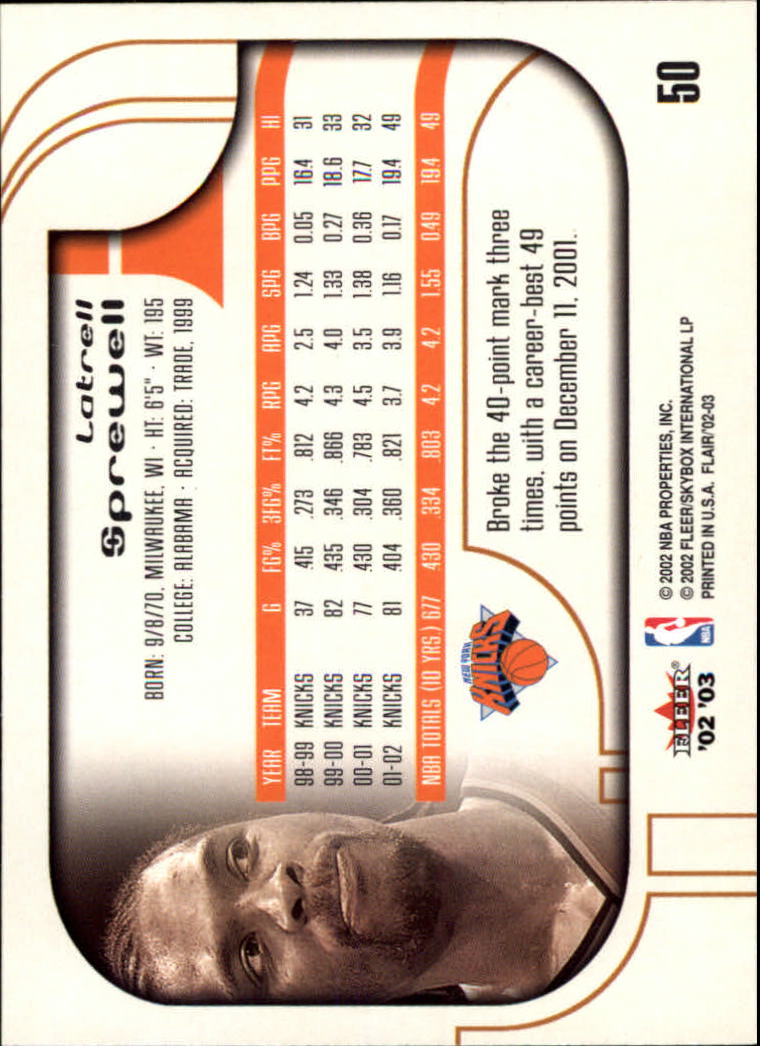 Latrell
Sprewell
BORN: 9/8/70, MILWAUKEE, WI · HT: 6'5" · WT: 195
COLLEGE: ALABAMA · ACQUIRED: TRADE, 1999
YEAR TEAM G FG% 3FG% FT% RPG APG SPG BPG PPG HI
98-99 KNICKS 37 .415 .273 .812 4.2 2.5 1.24 0.05 16.4 31
99-00 KNICKS 82 .435 .346 .866 4.3 4.0 1.33 0.27 18.6 33
00-01 KNICKS 77 .430 .304 .783 4.5 3.5 1.38 0.36 17.7 32
01-02 KNICKS 81 .404 .360 .821 3.7 3.9 1.16 0.17 19.4 49
NBA TOTALS (10 YRS.) 677 .430 .334 .803 4.2 4.2 1.55 0.49 19.4 49
NEW YORK
KNICKS
Broke the 40-point mark three
times, with a career-best 49
points on December 11, 2001.
FLEER®
'02 '03
NBA
© 2002 NBA PROPERTIES, INC.
© 2002 FLEER/SKYBOX INTERNATIONAL LP
PRINTED IN U.S.A. FLAIR/'02-03
50